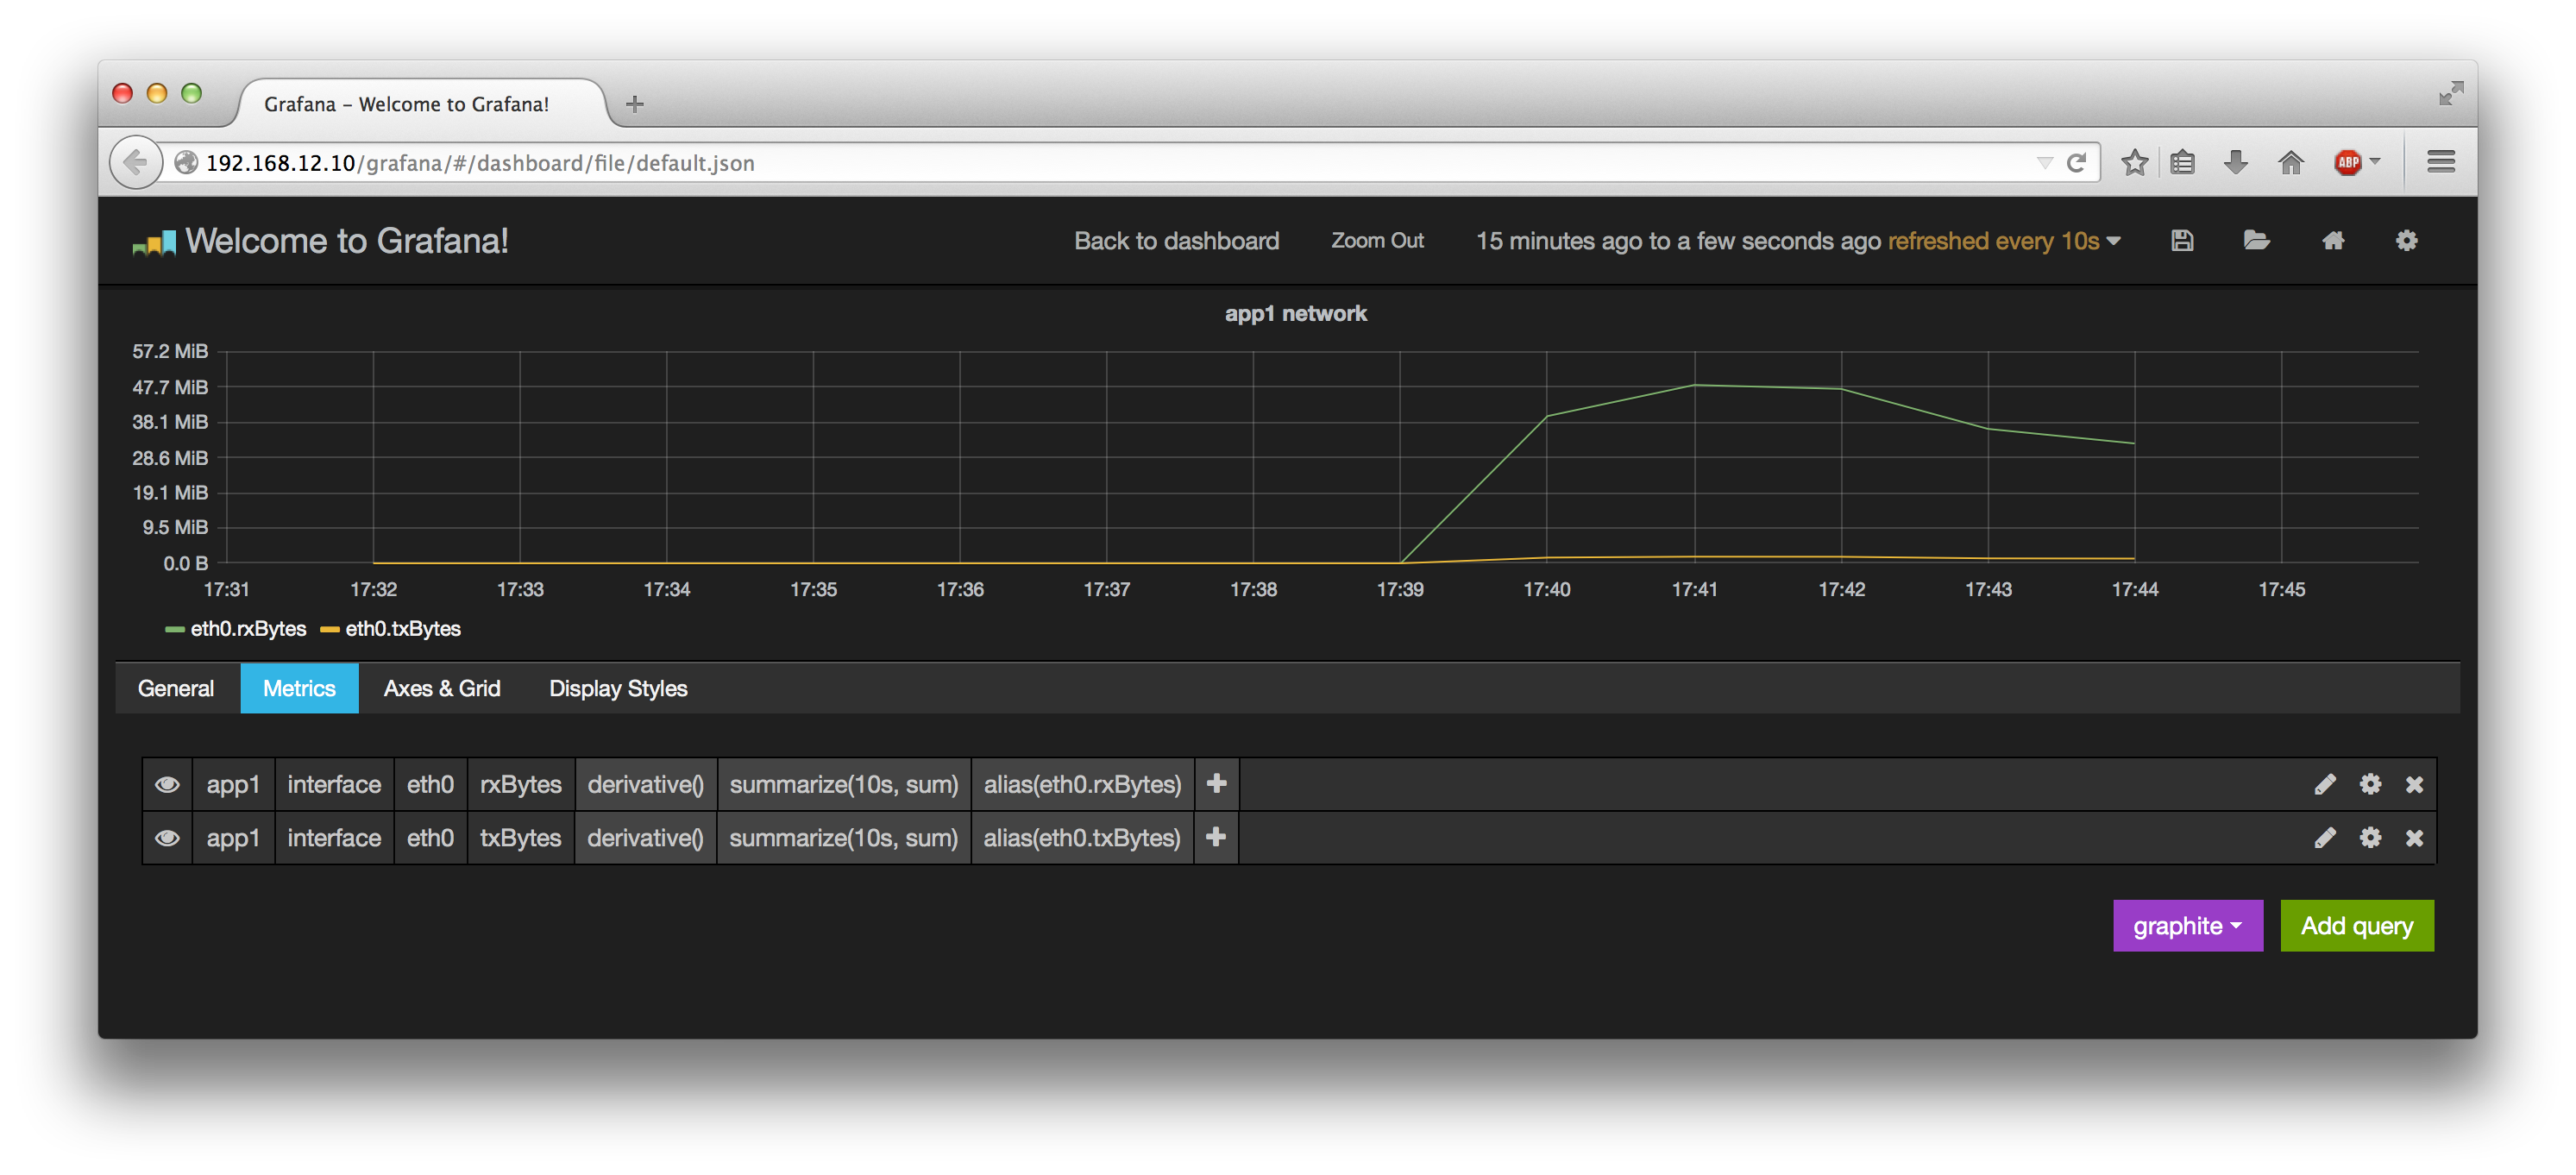 Grafana – Welcome to Grafana!
192.168.12.10/grafana/#/dashboard/file/default.json
ABP
Welcome to Grafana!
Back to dashboard
Zoom Out
15 minutes ago to a few seconds ago refreshed every 10s
app1 network
57.2 MiB
47.7 MiB
38.1 MiB
28.6 MiB
19.1 MiB
9.5 MiB
0.0 B
17:31 17:32 17:33 17:34 17:35 17:36 17:37 17:38 17:39 17:40 17:41 17:42 17:43 17:44 17:45
eth0.rxBytes eth0.txBytes
General Metrics Axes & Grid Display Styles
app1 interface eth0 rxBytes derivative() summarize(10s, sum) alias(eth0.rxBytes)
app1 interface eth0 txBytes derivative() summarize(10s, sum) alias(eth0.txBytes)
graphite Add query